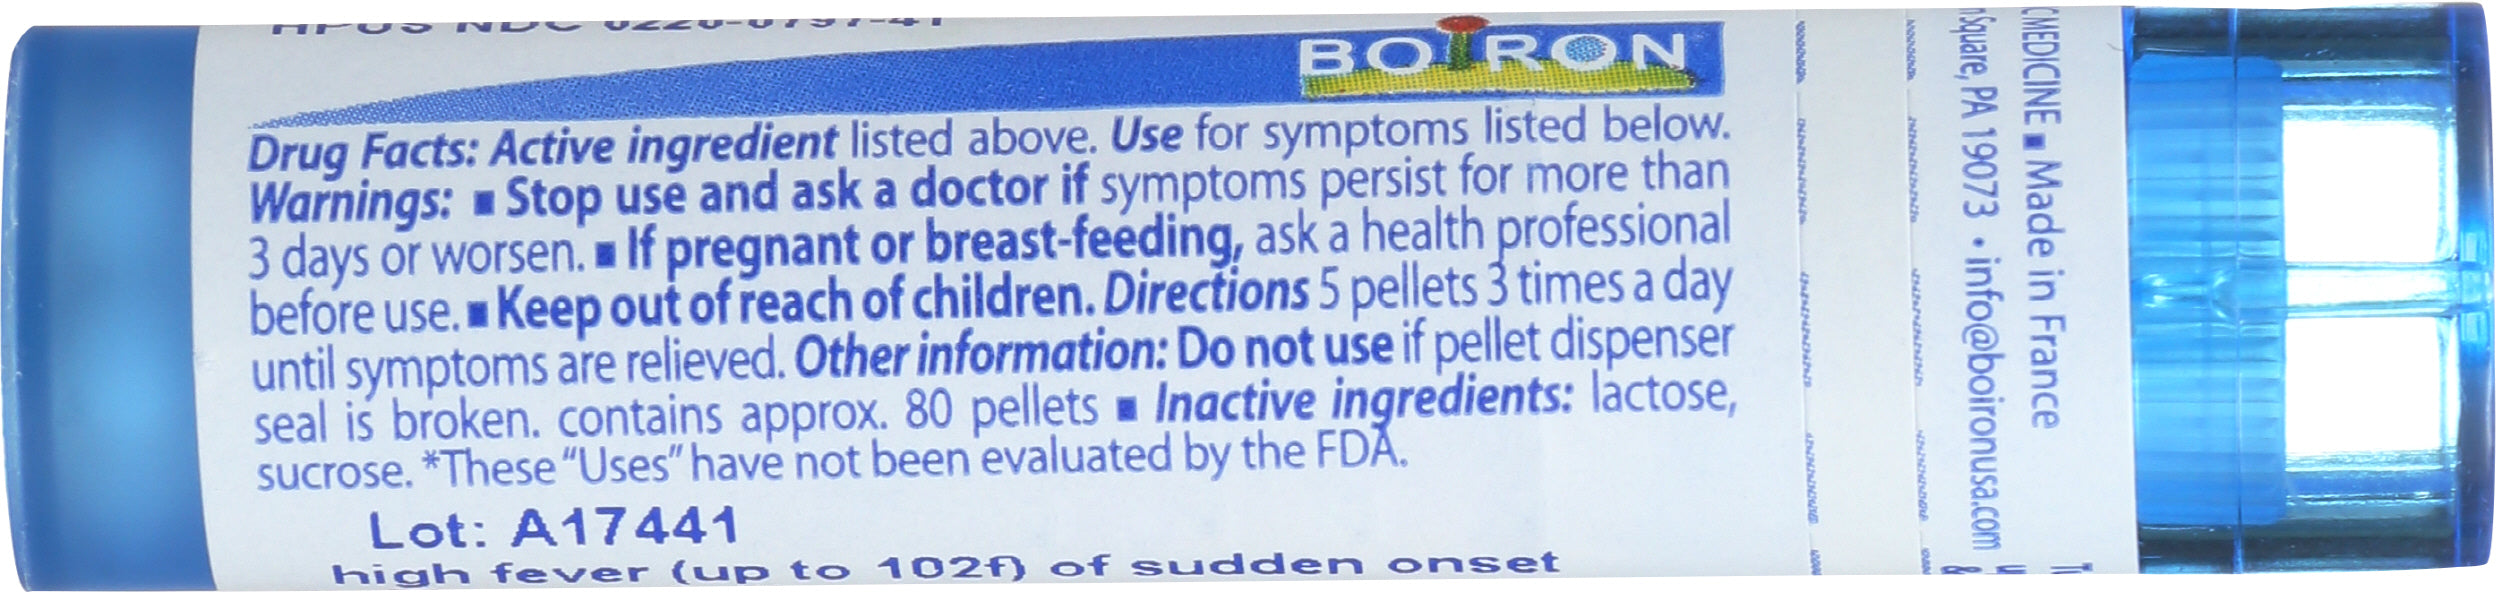 HPUS NDC 0220-0797-41
BOIRON
Drug Facts: Active ingredient listed above. Use for symptoms listed below.
Warnings: ■ Stop use and ask a doctor if symptoms persist for more than
3 days or worsen. ■ If pregnant or breast-feeding, ask a health professional
before use. ■ Keep out of reach of children. Directions 5 pellets 3 times a day
until symptoms are relieved. Other information: Do not use if pellet dispenser
seal is broken. contains approx. 80 pellets ■ Inactive ingredients: lactose,
sucrose. *These “Uses” have not been evaluated by the FDA.
Lot: A17441
high fever (up to 102f) of sudden onset
MEDICINE ■ Made in France
Square, PA 19073 • info@boironusa.com